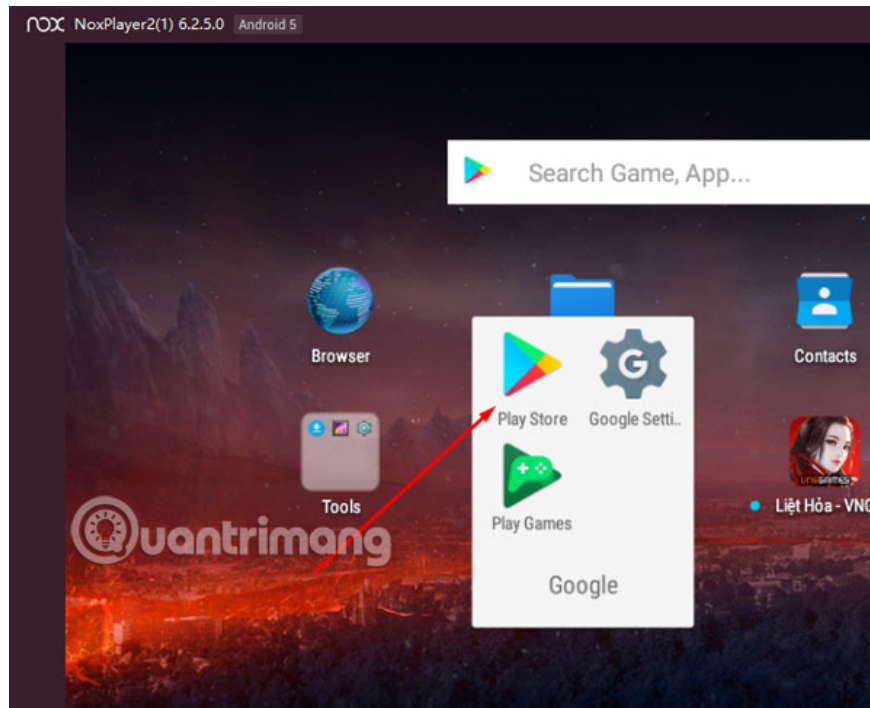 nox NoxPlayer2(1) 6.2.5.0 Android 5
Search Game, App...
Browser
Contacts
Play Store
Google Setti..
Tools
Play Games
Liệt Hỏa - VNG
VNGGAMES
Quantrimang
Google